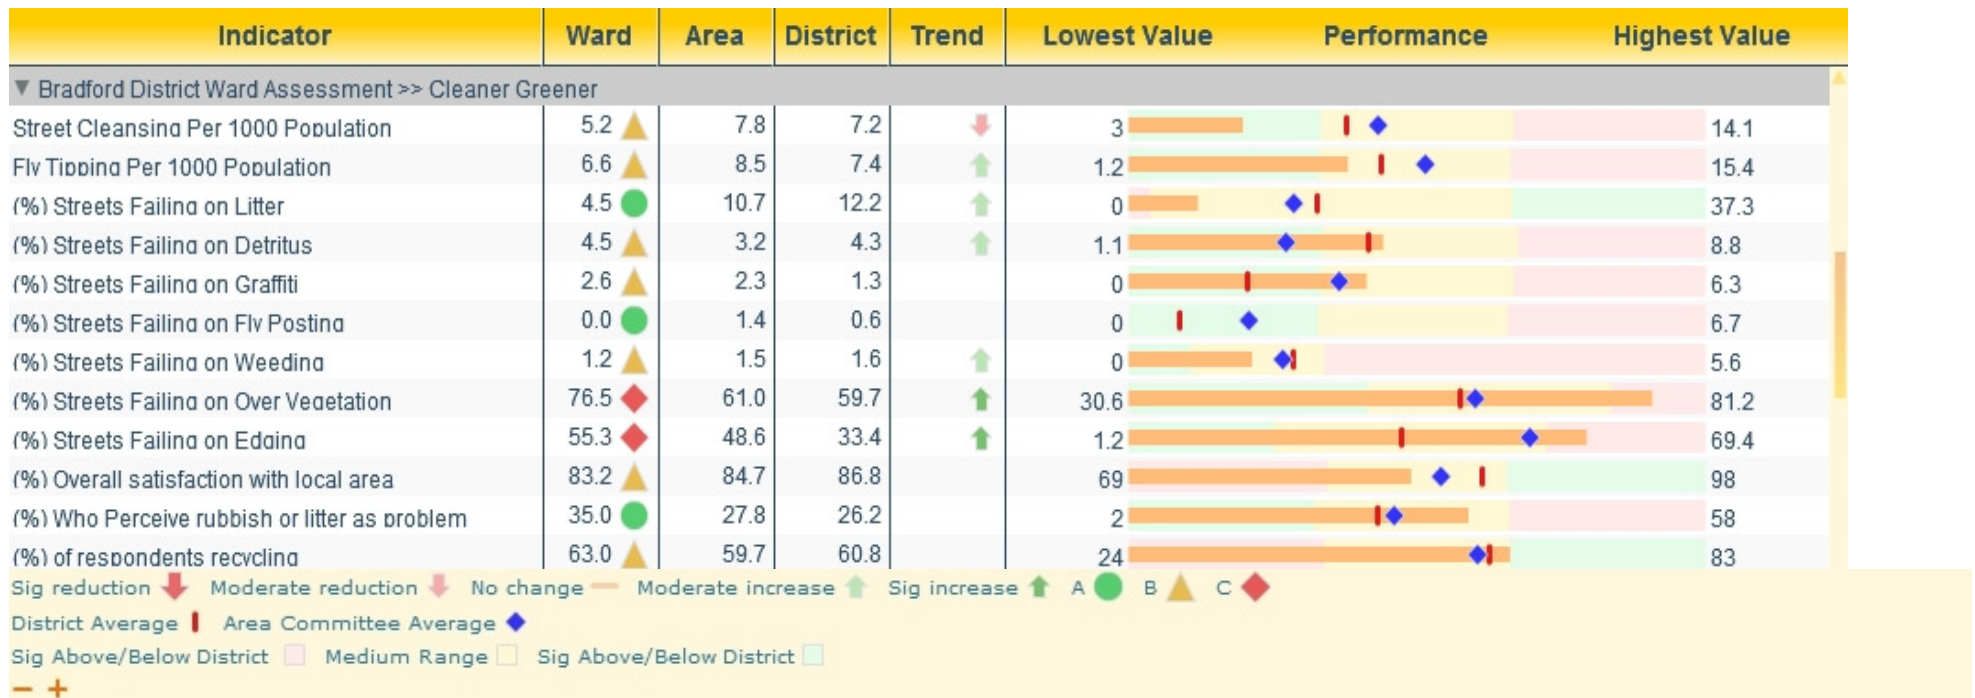 Indicator Ward Area District Trend Lowest Value Performance Highest Value
Bradford District Ward Assessment >> Cleaner Greener
Street Cleansing Per 1000 Population 5.2 7.8 7.2 3 14.1
Fly Tipping Per 1000 Population 6.6 8.5 7.4 1.2 15.4
(%) Streets Failing on Litter 4.5 10.7 12.2 0 37.3
(%) Streets Failing on Detritus 4.5 3.2 4.3 1.1 8.8
(%) Streets Failing on Graffiti 2.6 2.3 1.3 0 6.3
(%) Streets Failing on Fly Posting 0.0 1.4 0.6 0 6.7
(%) Streets Failing on Weeding 1.2 1.5 1.6 0 5.6
(%) Streets Failing on Over Vegetation 76.5 61.0 59.7 30.6 81.2
(%) Streets Failing on Edging 55.3 48.6 33.4 1.2 69.4
(%) Overall satisfaction with local area 83.2 84.7 86.8 69 98
(%) Who Perceive rubbish or litter as problem 35.0 27.8 26.2 2 58
(%) of respondents recycling 63.0 59.7 60.8 24 83
Sig reduction Moderate reduction No change Moderate increase Sig increase A B C
District Average Area Committee Average
Sig Above/Below District Medium Range Sig Above/Below District